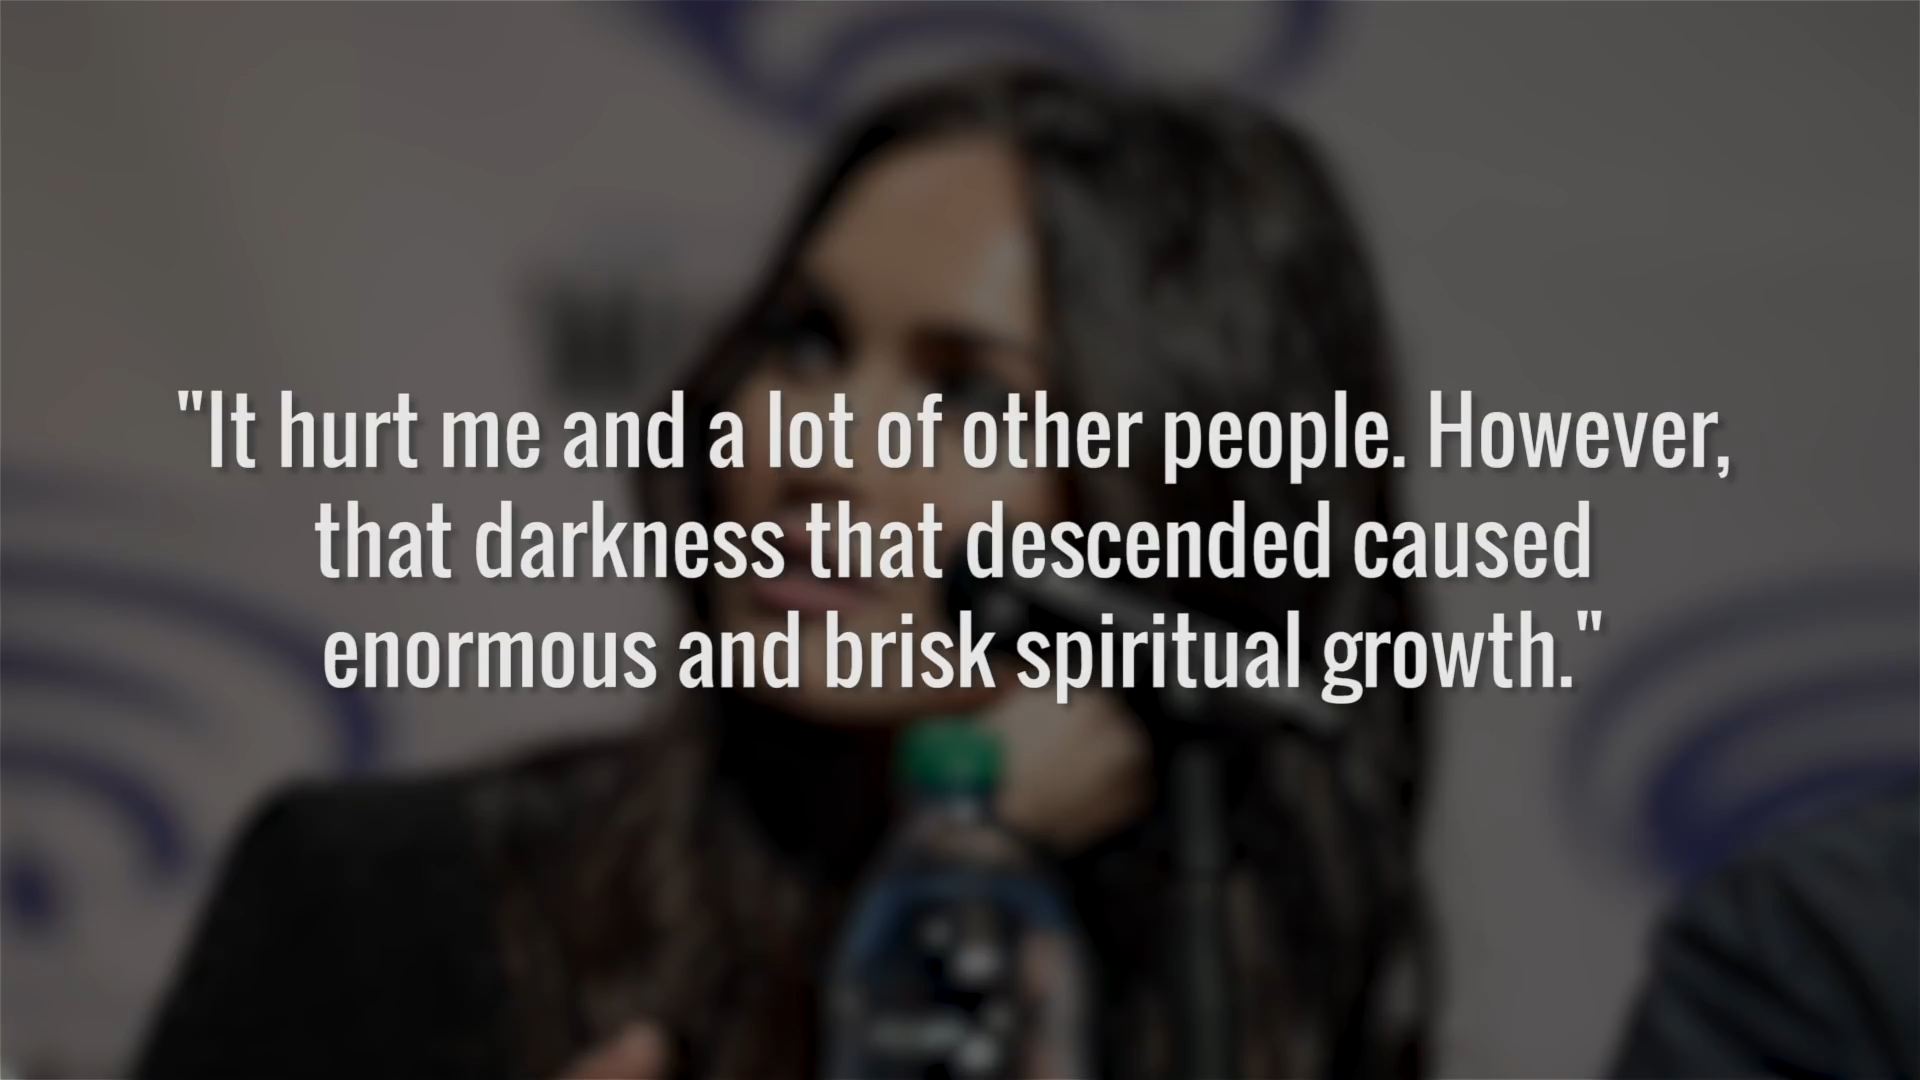 "It hurt me and a lot of other people. However,
that darkness that descended caused
enormous and brisk spiritual growth."